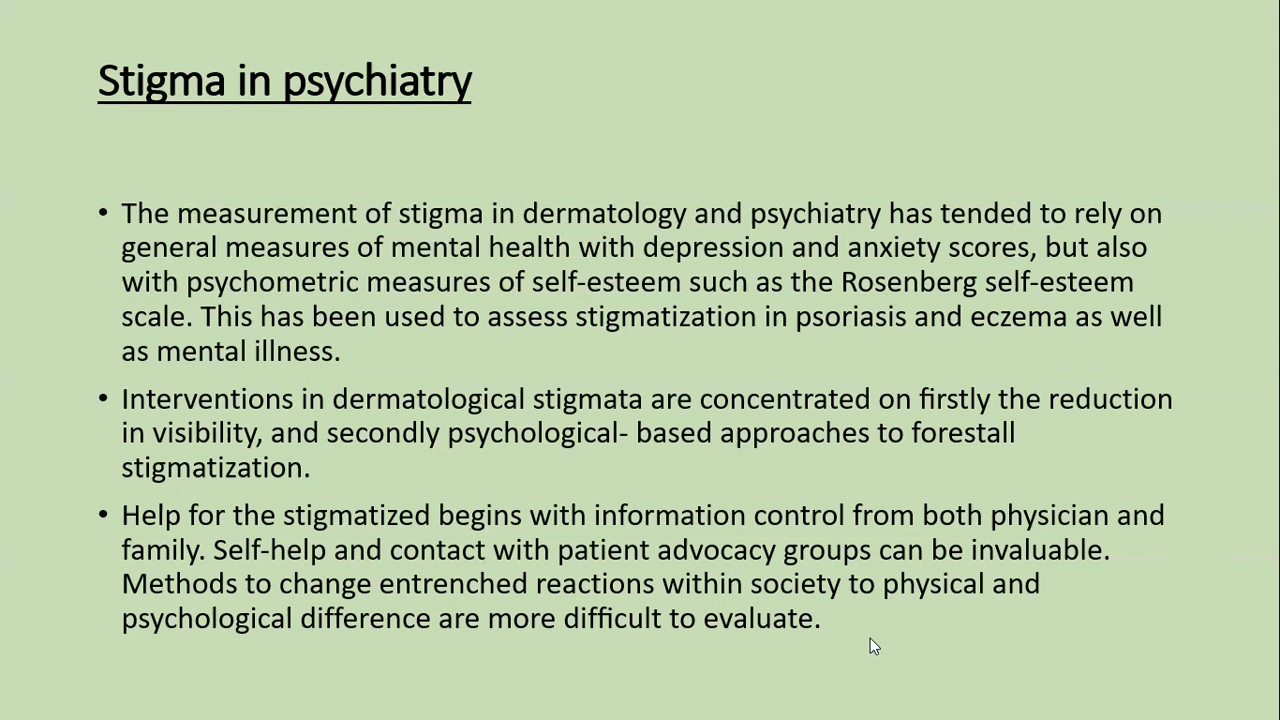 Stigma in psychiatry
• The measurement of stigma in dermatology and psychiatry has tended to rely on
general measures of mental health with depression and anxiety scores, but also
with psychometric measures of self-esteem such as the Rosenberg self-esteem
scale. This has been used to assess stigmatization in psoriasis and eczema as well
as mental illness.
• Interventions in dermatological stigmata are concentrated on firstly the reduction
in visibility, and secondly psychological- based approaches to forestall
stigmatization.
• Help for the stigmatized begins with information control from both physician and
family. Self-help and contact with patient advocacy groups can be invaluable.
Methods to change entrenched reactions within society to physical and
psychological difference are more difficult to evaluate.